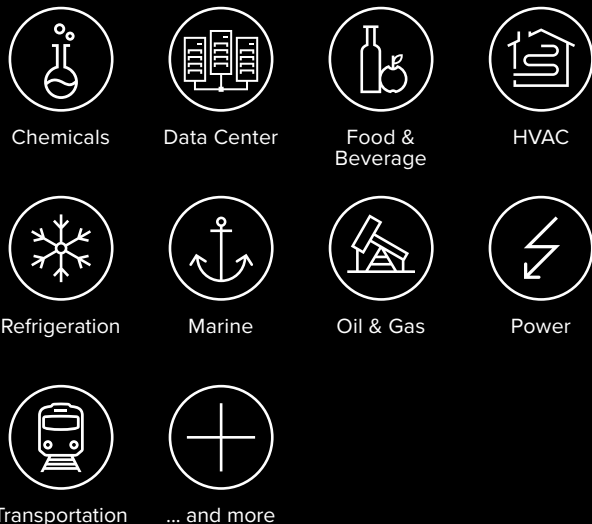 Chemicals
Data Center
Food &
Beverage
HVAC
Refrigeration
Marine
Oil & Gas
Power
Transportation
... and more